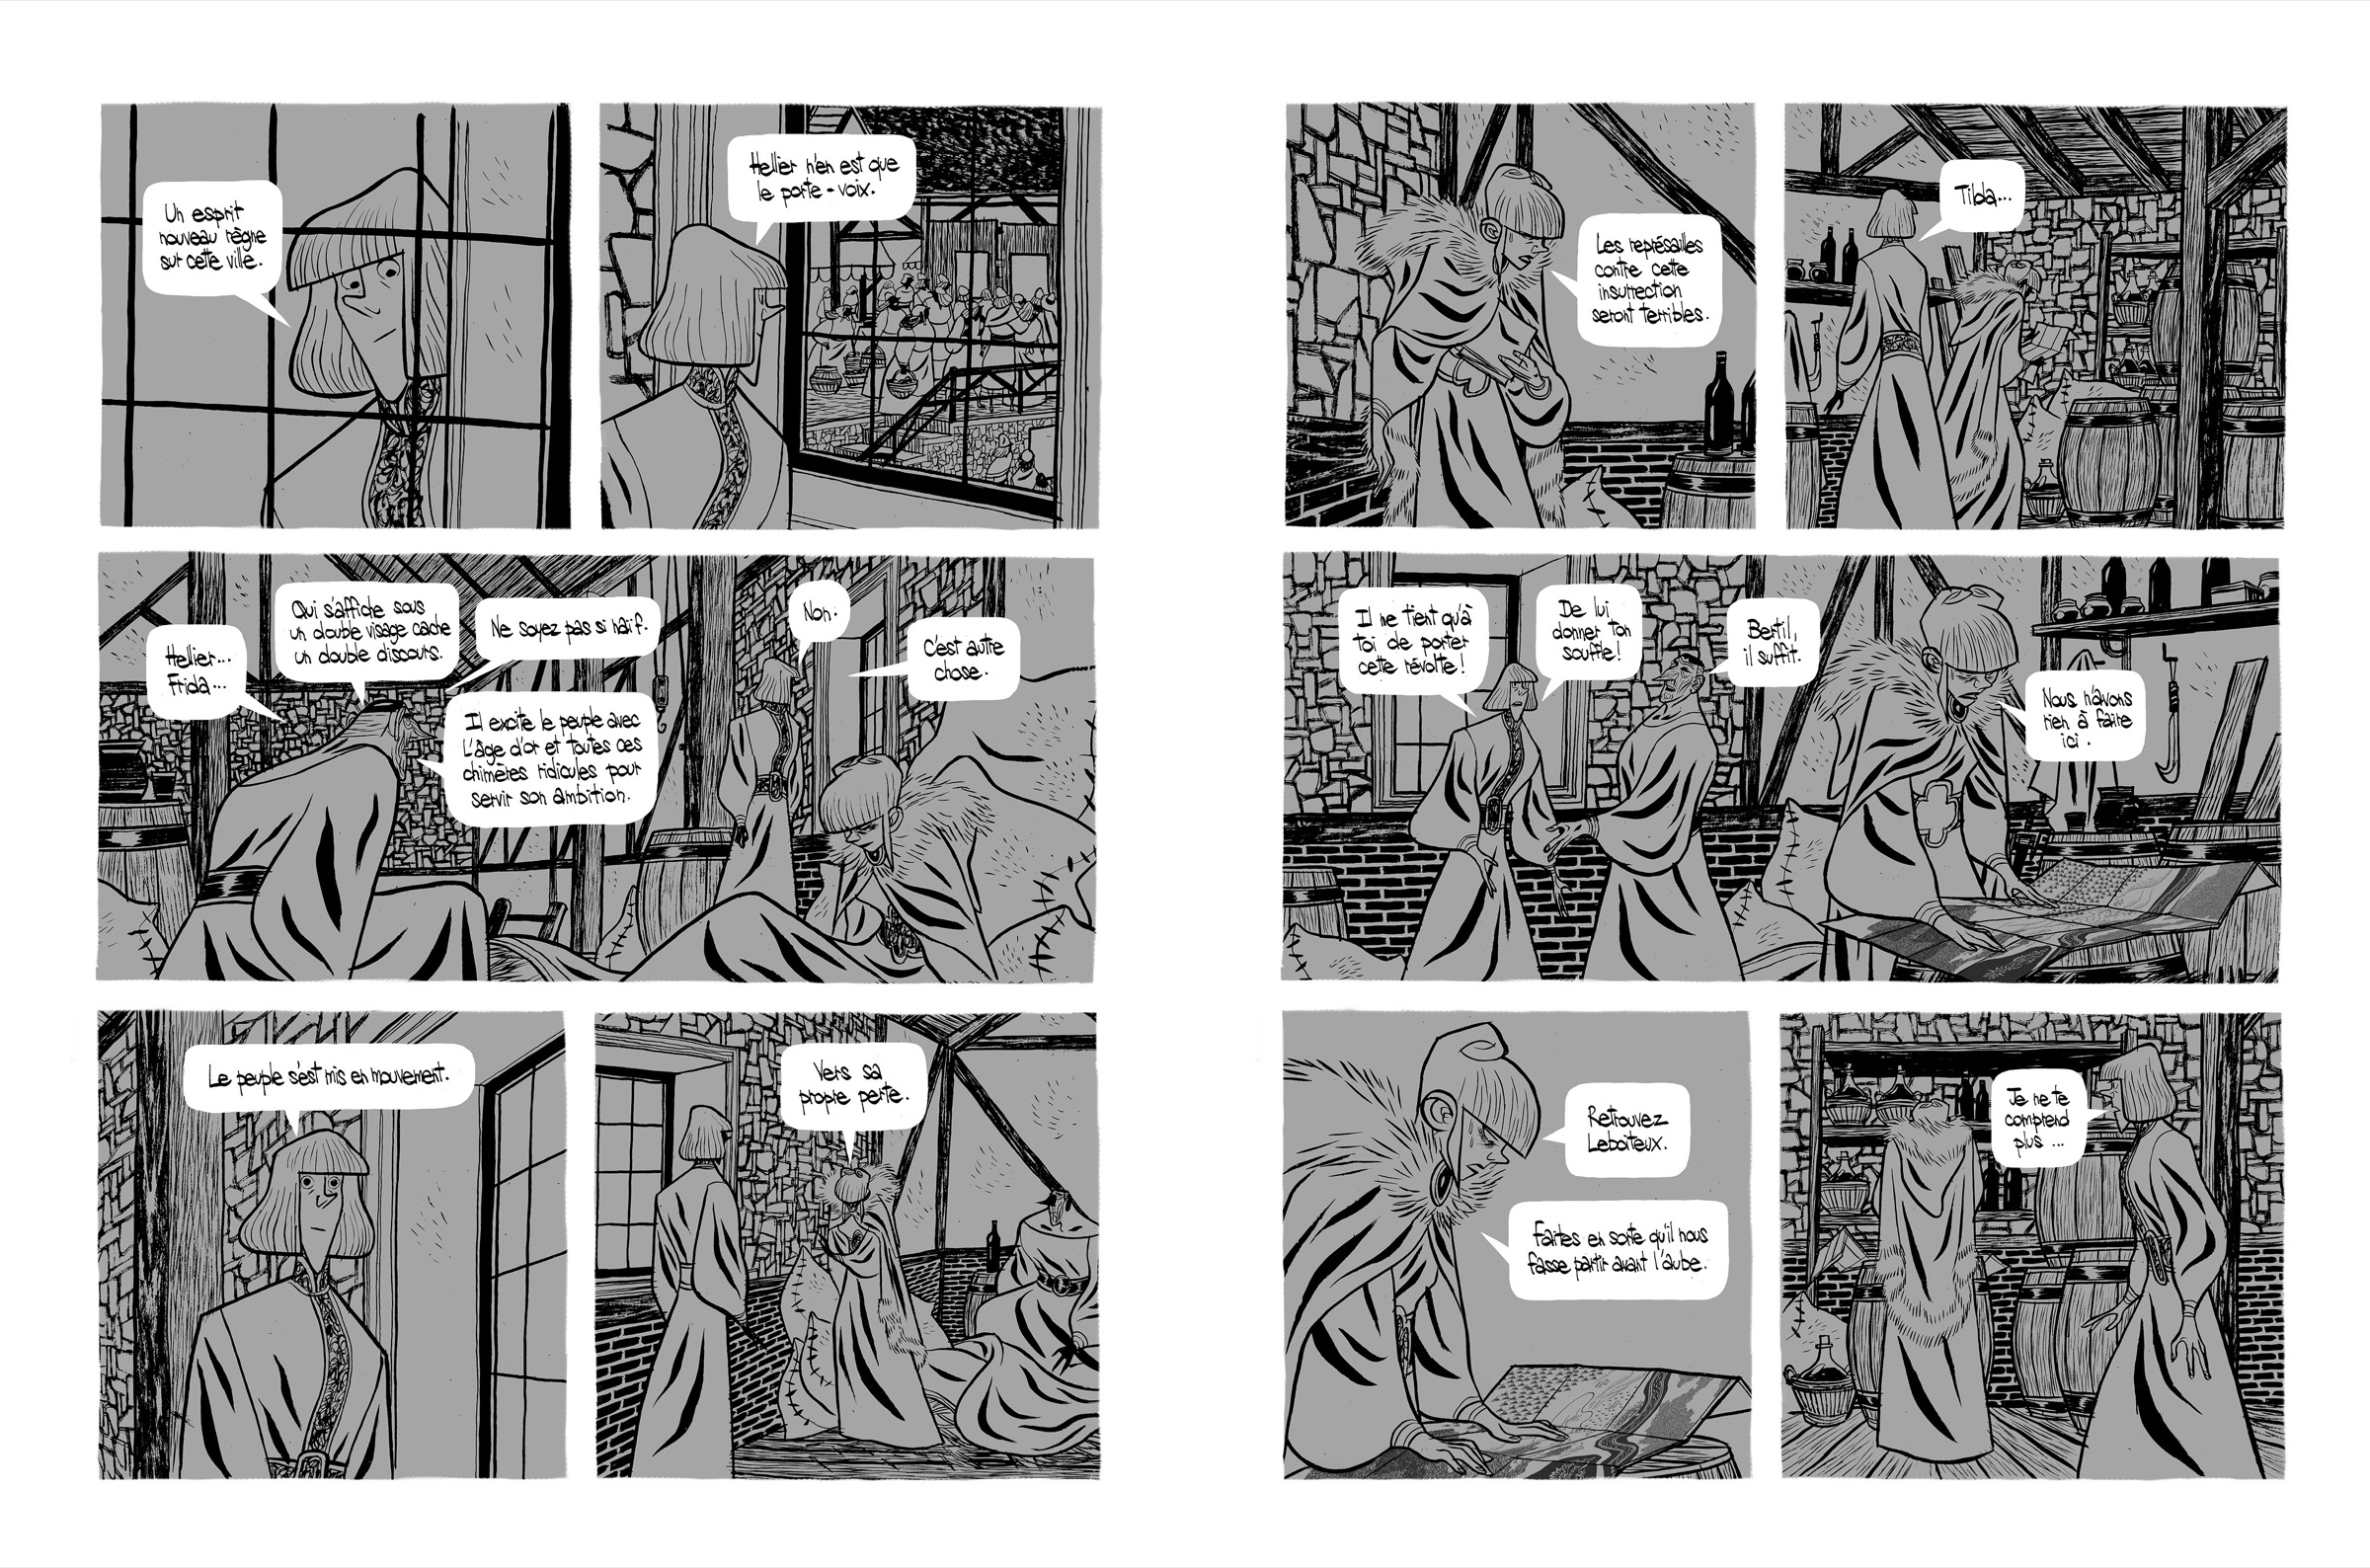 Un esprit
nouveau règne
sur cette ville.
Hellier n'en est que
le porte-voix.
Hellier...
Frida...
Qui s'affiche sous
un double visage cache
un double discours.
Ne soyez pas si naïf.
Il excite le peuple avec
l'âge d'or et toutes ces
chimères ridicules pour
servir son ambition.
Non.
C'est autre
chose.
Le peuple s'est mis en mouvement.
Vers sa
propre perte.
Les représailles
contre cette
insurrection
seront terribles.
Tilda...
Il ne tient qu'à
toi de porter
cette révolte !
De lui
donner ton
souffle !
Bertil,
il suffit.
Nous n'avons
rien à faire
ici.
Retrouvez
Leboiteux.
Faites en sorte qu'il nous
fasse partir avant l'aube.
Je ne te
comprend
plus ...